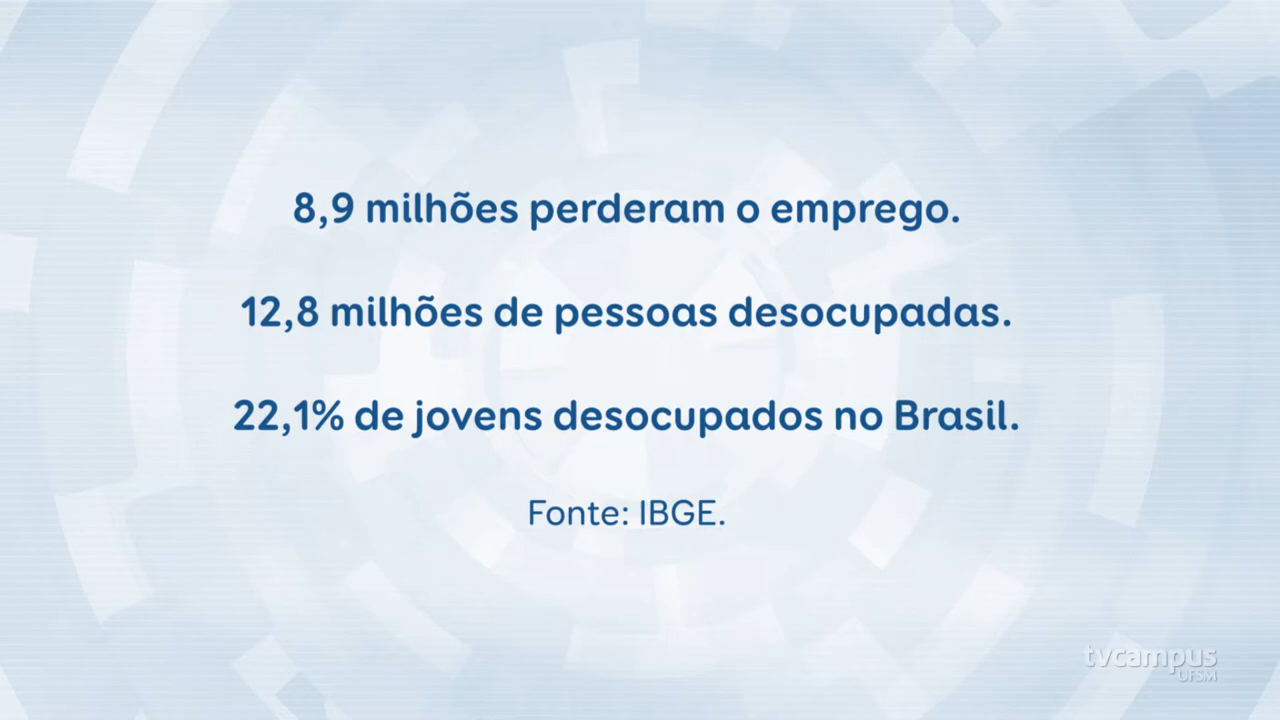 8,9 milhões perderam o emprego.
12,8 milhões de pessoas desocupadas.
22,1% de jovens desocupados no Brasil.
Fonte: IBGE.
tvcampus
UFSM